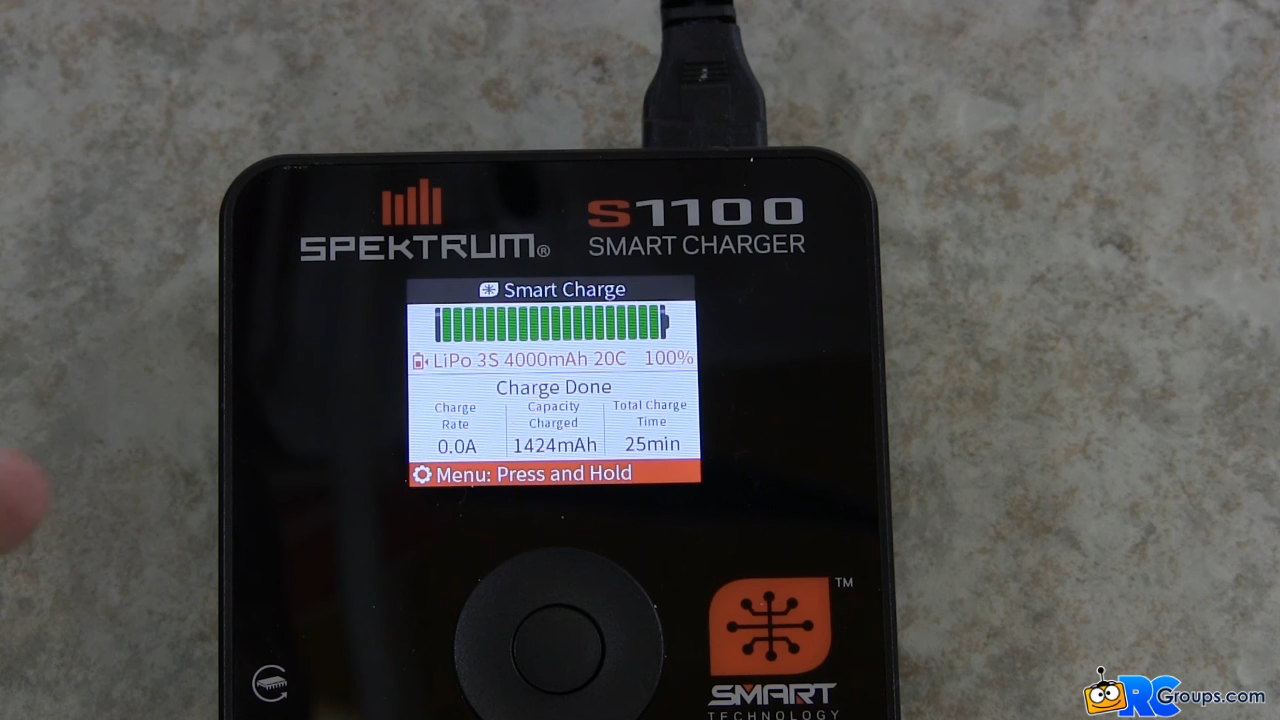 SPEKTRUM®
S1100
SMART CHARGER
Smart Charge
LiPo 3S 4000mAh 20C 100%
Charge Done
Charge Rate
0.0A
Capacity Charged
1424mAh
Total Charge Time
25min
Menu: Press and Hold
TM
SMART
TECHNOLOGY
RCGroups.com